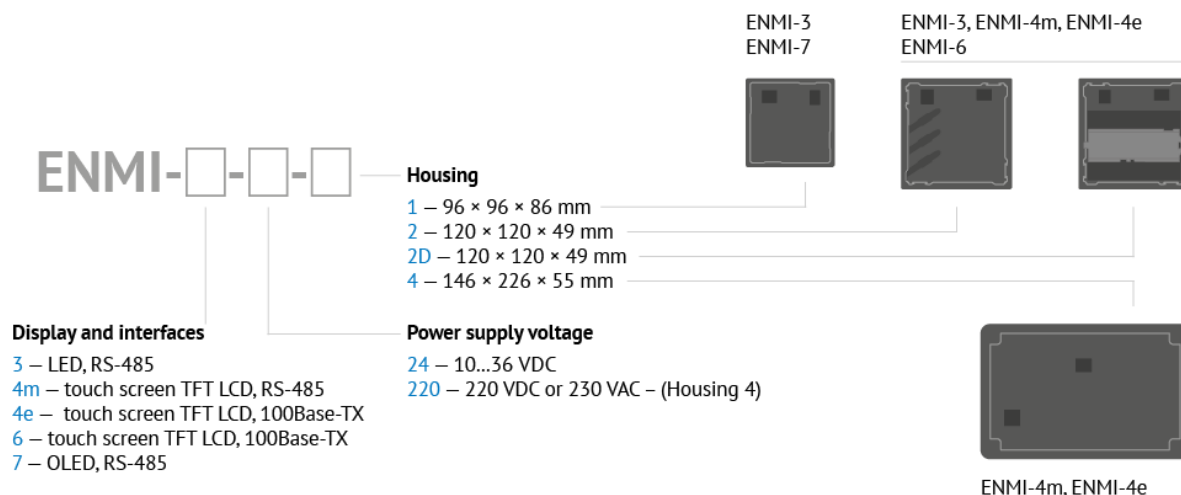 ENMI-3
ENMI-7
ENMI-3, ENMI-4m, ENMI-4e
ENMI-6
ENMI-□-□-□
Housing
1 – 96 × 96 × 86 mm
2 – 120 × 120 × 49 mm
2D – 120 × 120 × 49 mm
4 – 146 × 226 × 55 mm
Display and interfaces
3 – LED, RS-485
4m – touch screen TFT LCD, RS-485
4e – touch screen TFT LCD, 100Base-TX
6 – touch screen TFT LCD, 100Base-TX
7 – OLED, RS-485
Power supply voltage
24 – 10...36 VDC
220 – 220 VDC or 230 VAC – (Housing 4)
ENMI-4m, ENMI-4e